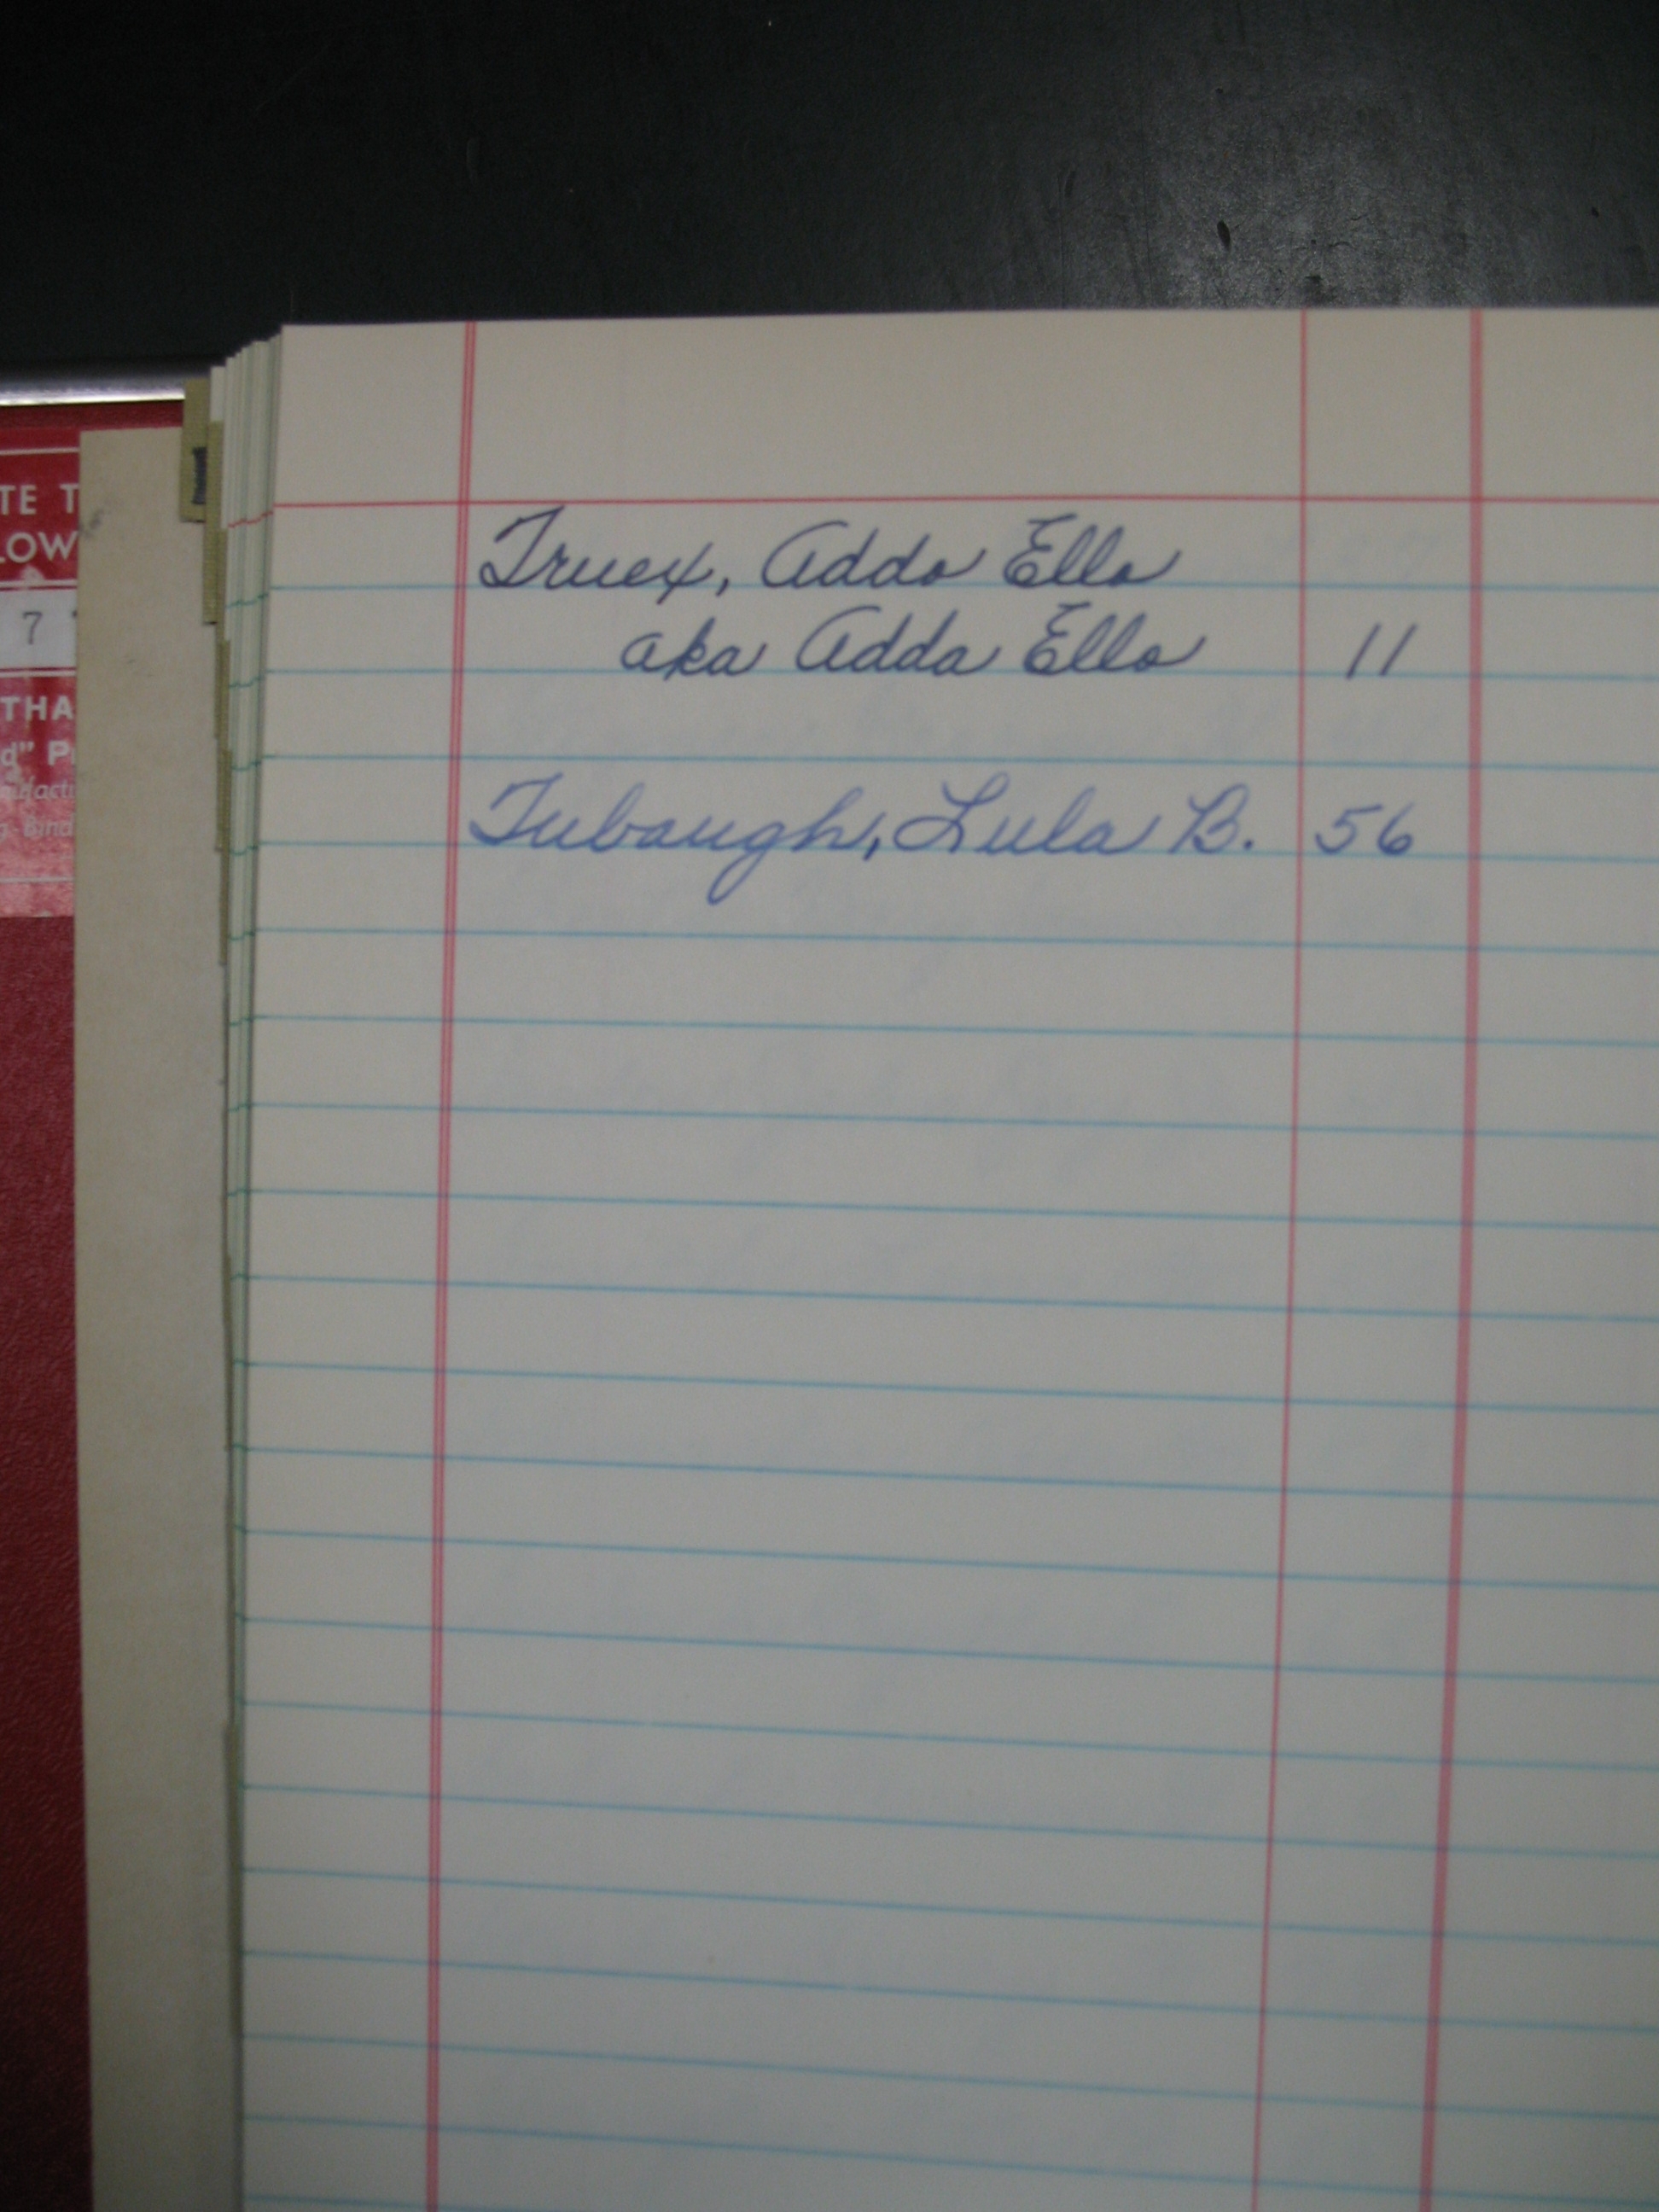 Truex, Addo Ella
aka Adda Ella 11
Tubaugh, Lula B. 56
TE T
LOW
7
THA
d" P